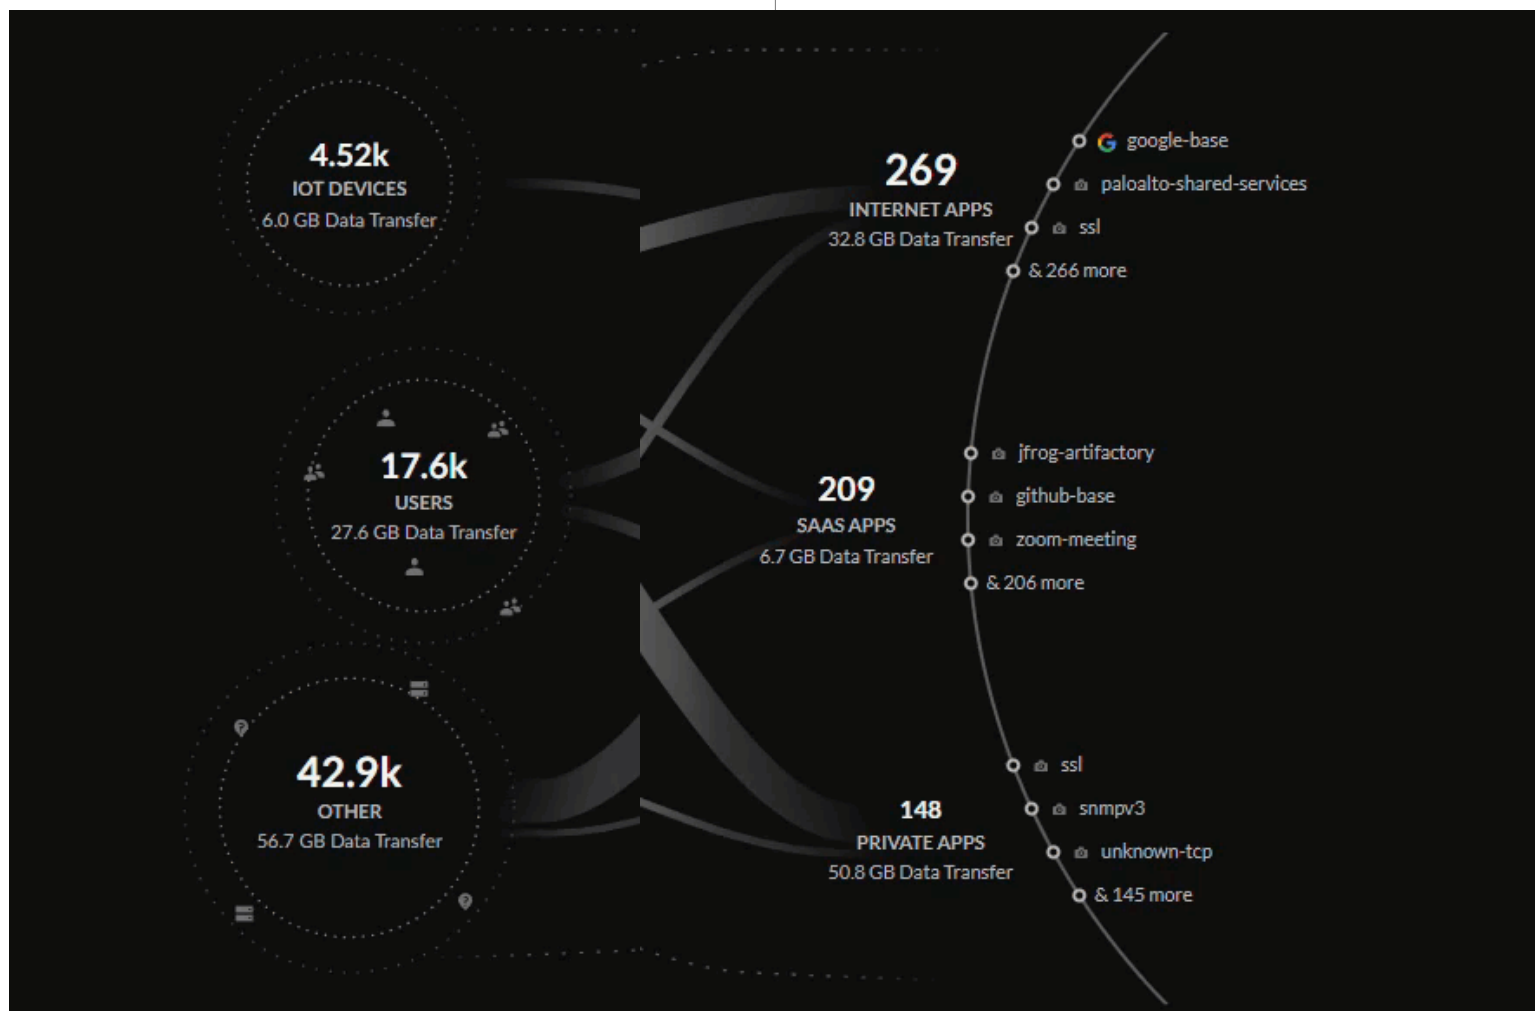 4.52k
IOT DEVICES
6.0 GB Data Transfer
17.6k
USERS
27.6 GB Data Transfer
42.9k
OTHER
56.7 GB Data Transfer
269
INTERNET APPS
32.8 GB Data Transfer
google-base
paloalto-shared-services
ssl
& 266 more
209
SAAS APPS
6.7 GB Data Transfer
jfrog-artifactory
github-base
zoom-meeting
& 206 more
148
PRIVATE APPS
50.8 GB Data Transfer
ssl
snmpv3
unknown-tcp
& 145 more